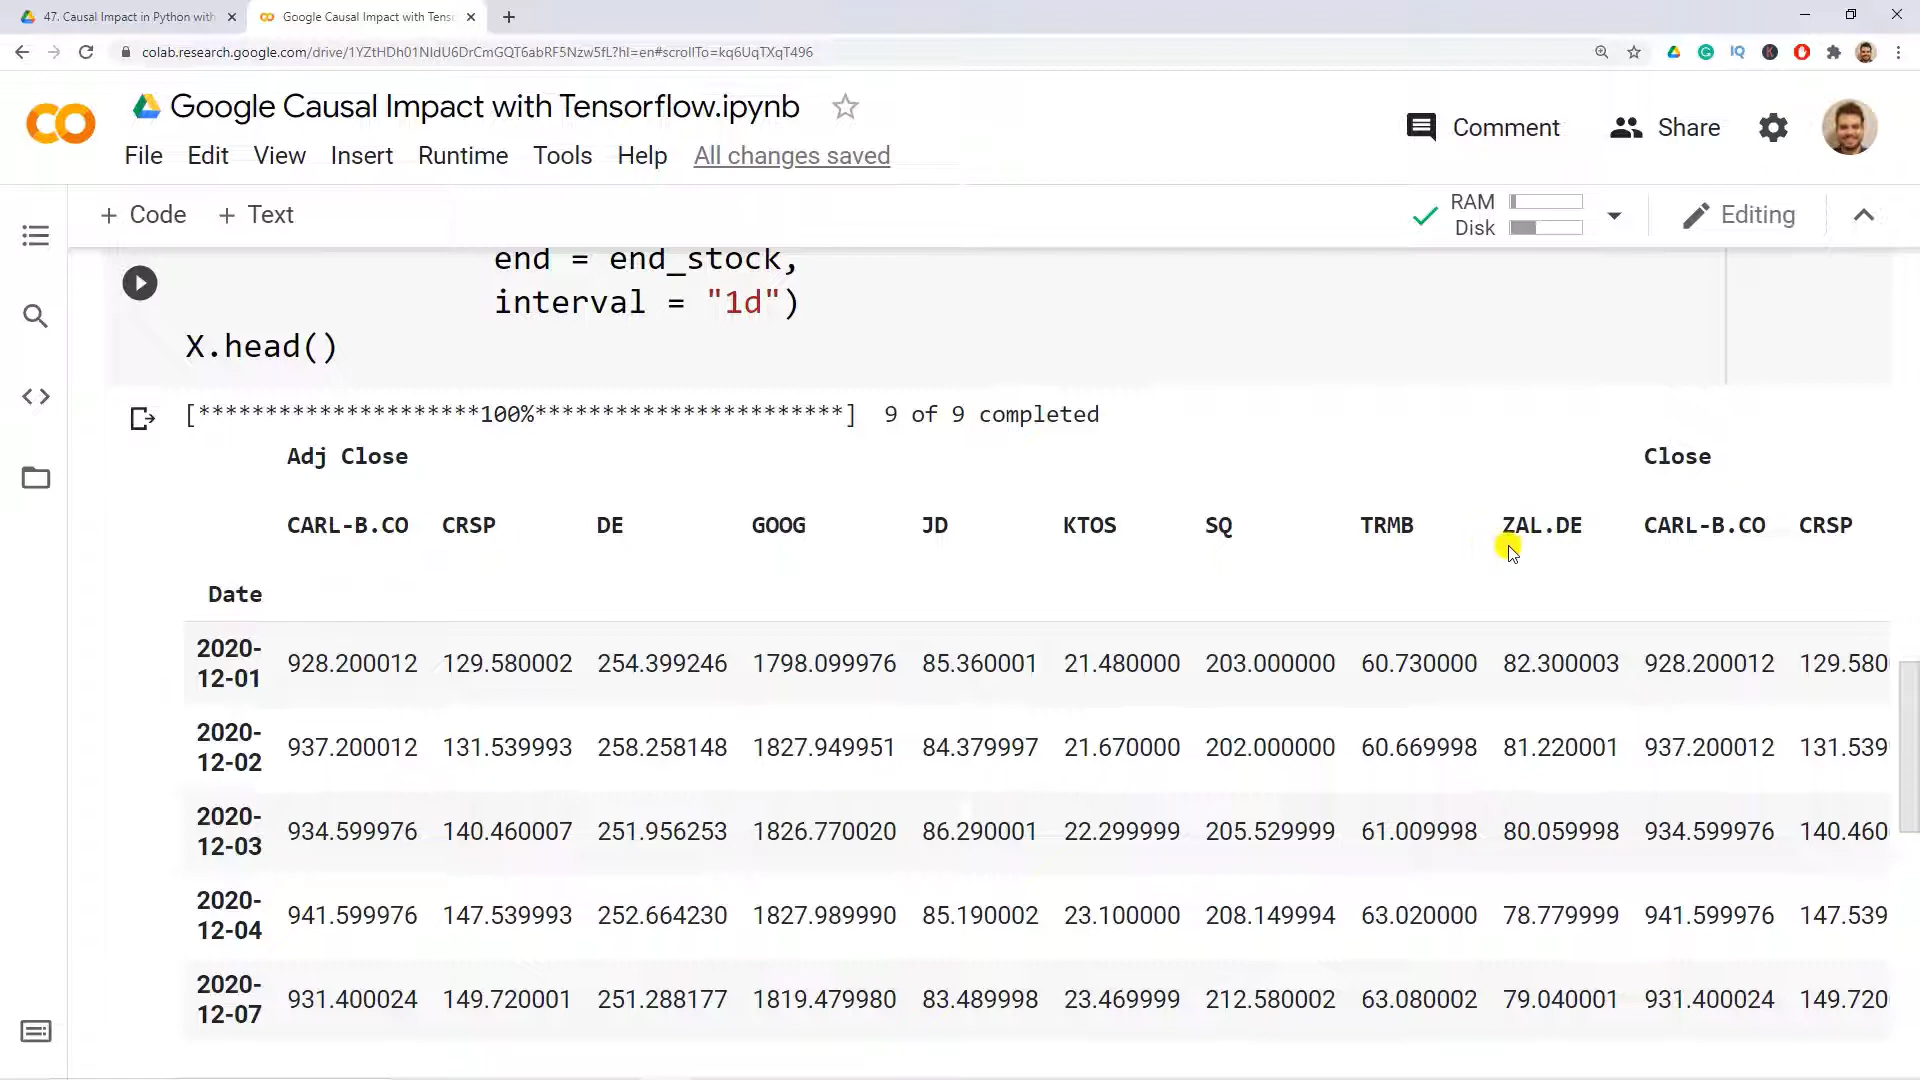 47. Causal Impact in Python with
Google Causal Impact with Tens
colab.research.google.com/drive/1YZtHDh01NIdU6DrCmGQT6abRF5Nzw5fL?hl=en#scrollTo=kq6UqTXqT496
Google Causal Impact with Tensorflow.ipynb
Comment Share
File Edit View Insert Runtime Tools Help All changes saved
+ Code + Text
RAM
Disk
Editing
end = end_stock,
interval = "1d")
X.head()
[*********************100%***********************] 9 of 9 completed
Adj Close Close
CARL-B.CO CRSP DE GOOG JD KTOS SQ TRMB ZAL.DE CARL-B.CO CRSP
Date
2020-12-01 928.200012 129.580002 254.399246 1798.099976 85.360001 21.480000 203.000000 60.730000 82.300003 928.200012 129.580
2020-12-02 937.200012 131.539993 258.258148 1827.949951 84.379997 21.670000 202.000000 60.669998 81.220001 937.200012 131.539
2020-12-03 934.599976 140.460007 251.956253 1826.770020 86.290001 22.299999 205.529999 61.009998 80.059998 934.599976 140.460
2020-12-04 941.599976 147.539993 252.664230 1827.989990 85.190002 23.100000 208.149994 63.020000 78.779999 941.599976 147.539
2020-12-07 931.400024 149.720001 251.288177 1819.479980 83.489998 23.469999 212.580002 63.080002 79.040001 931.400024 149.720